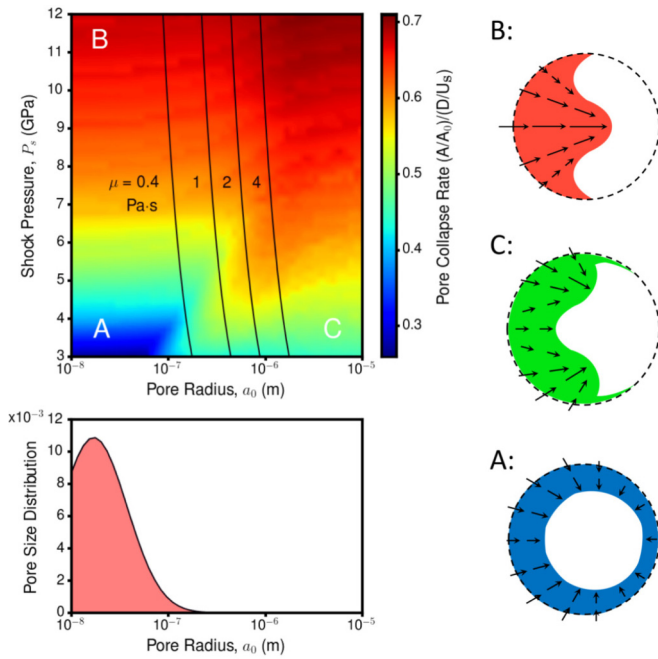 12
11
10
9
8
7
6
5
4
3
Shock Pressure, P_s (GPa)
B
A
C
μ = 0.4
Pa·s
1
2
4
10⁻⁸
10⁻⁷
10⁻⁶
10⁻⁵
Pore Radius, a₀ (m)
0.7
0.6
0.5
0.4
0.3
Pore Collapse Rate (A/A₀)/(D/Us)
x10⁻³
12
10
8
6
4
2
0
Pore Size Distribution
10⁻⁸
10⁻⁷
10⁻⁶
10⁻⁵
Pore Radius, a₀ (m)
B:
C:
A: